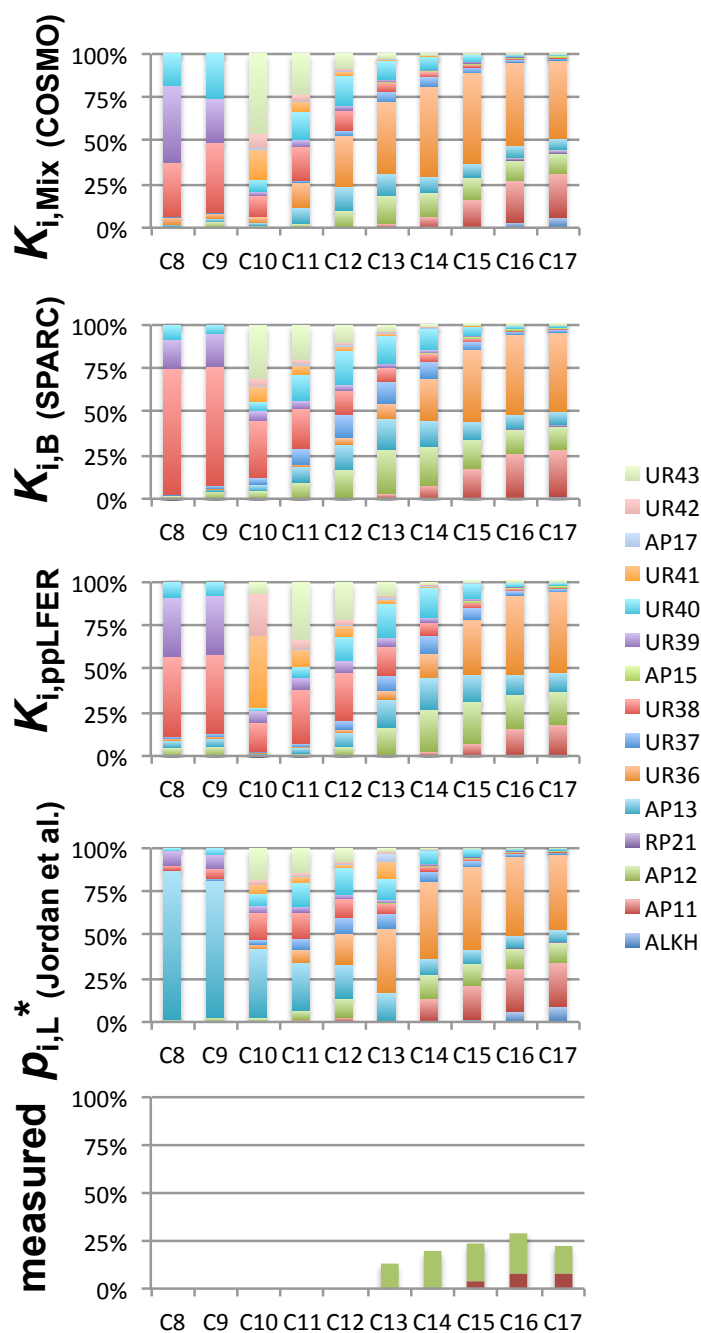 K i,Mix (COSMO)
100%
75%
50%
25%
0%
C8 C9 C10 C11 C12 C13 C14 C15 C16 C17
K i,B (SPARC)
100%
75%
50%
25%
0%
C8 C9 C10 C11 C12 C13 C14 C15 C16 C17
K i,ppLFER
100%
75%
50%
25%
0%
C8 C9 C10 C11 C12 C13 C14 C15 C16 C17
p i,L * (Jordan et al.)
100%
75%
50%
25%
0%
C8 C9 C10 C11 C12 C13 C14 C15 C16 C17
measured
100%
75%
50%
25%
0%
C8 C9 C10 C11 C12 C13 C14 C15 C16 C17
UR43
UR42
AP17
UR41
UR40
UR39
AP15
UR38
UR37
UR36
AP13
RP21
AP12
AP11
ALKH